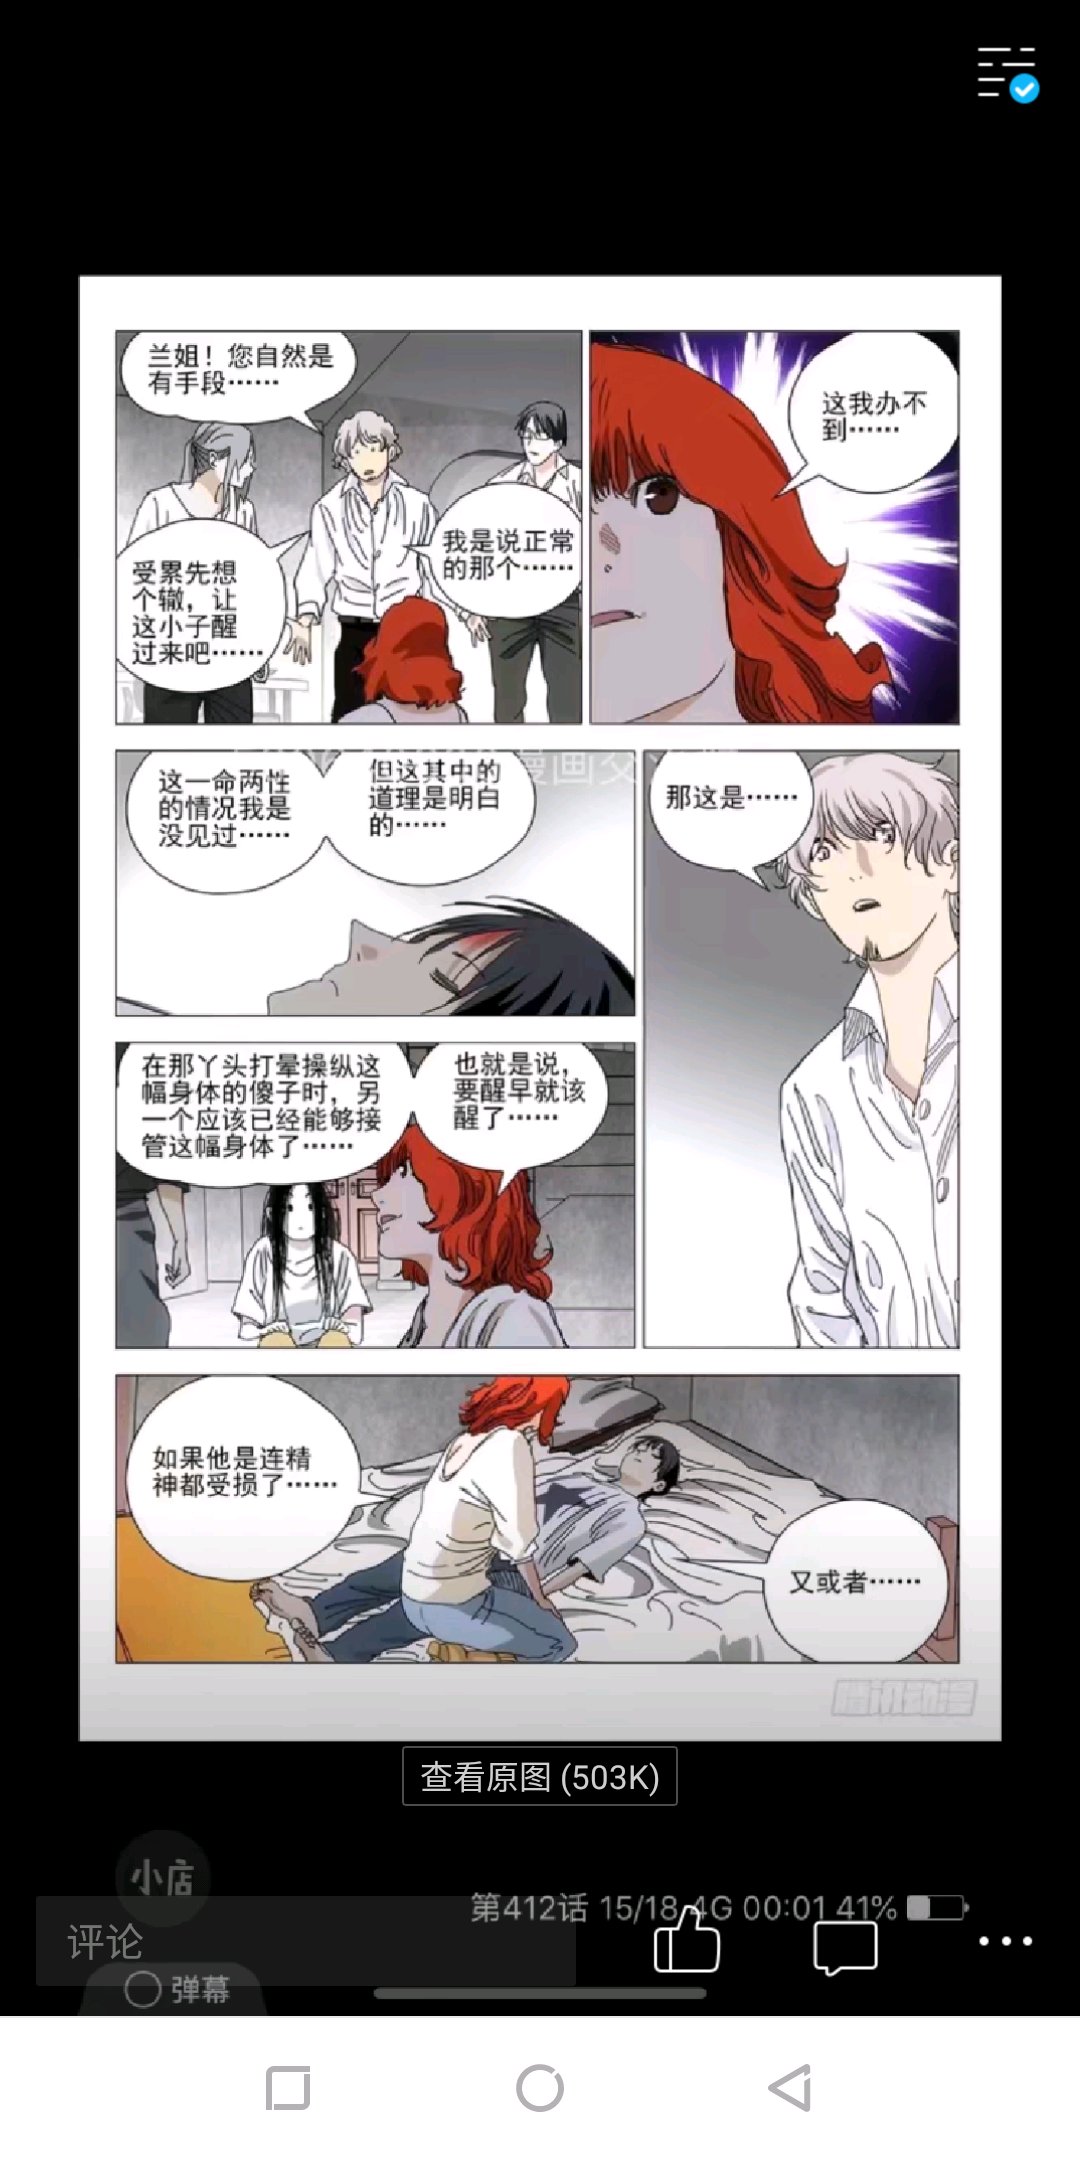 兰姐！您自然是
有手段……
受累先想
个辙，让
这小子醒
过来吧……
我是说正常
的那个……
这我办不
到……
这一命两性
的情况我是
没见过……
但这其中的
道理是明白
的……
那这是……
在那丫头打晕操纵这
幅身体的傻子时，另
一个应该已经能够接
管这幅身体了……
也就是说，
要醒早就该
醒了……
如果他是连精
神都受损了……
又或者……
腾讯动漫
查看原图 (503K)
小店
第412话 15/18 4G 00:01 41%
评论
弹幕